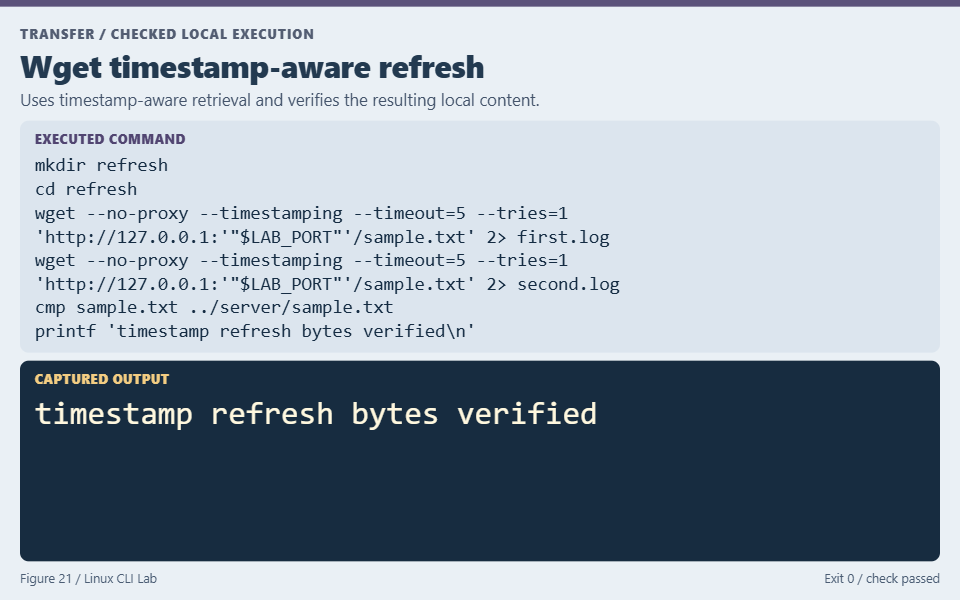 TRANSFER / CHECKED LOCAL EXECUTION
Wget timestamp-aware refresh
Uses timestamp-aware retrieval and verifies the resulting local content.
EXECUTED COMMAND
mkdir refresh
cd refresh
wget --no-proxy --timestamping --timeout=5 --tries=1
'http://127.0.0.1:'"$LAB_PORT"'/sample.txt' 2> first.log
wget --no-proxy --timestamping --timeout=5 --tries=1
'http://127.0.0.1:'"$LAB_PORT"'/sample.txt' 2> second.log
cmp sample.txt ../server/sample.txt
printf 'timestamp refresh bytes verified\n'
CAPTURED OUTPUT
timestamp refresh bytes verified
Figure 21 / Linux CLI Lab
Exit 0 / check passed